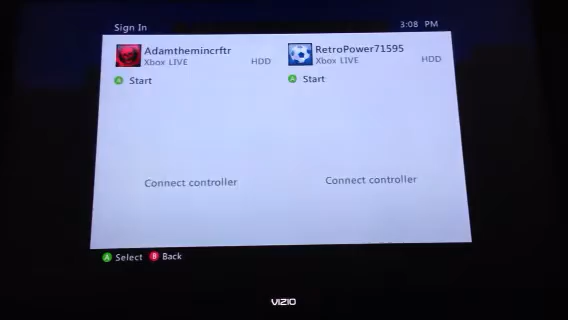 Sign In
3:08 PM
Adamthemincrftr
Xbox LIVE HDD
A Start
RetroPower71595
Xbox LIVE HDD
A Start
Connect controller
Connect controller
A Select B Back
VIZIO